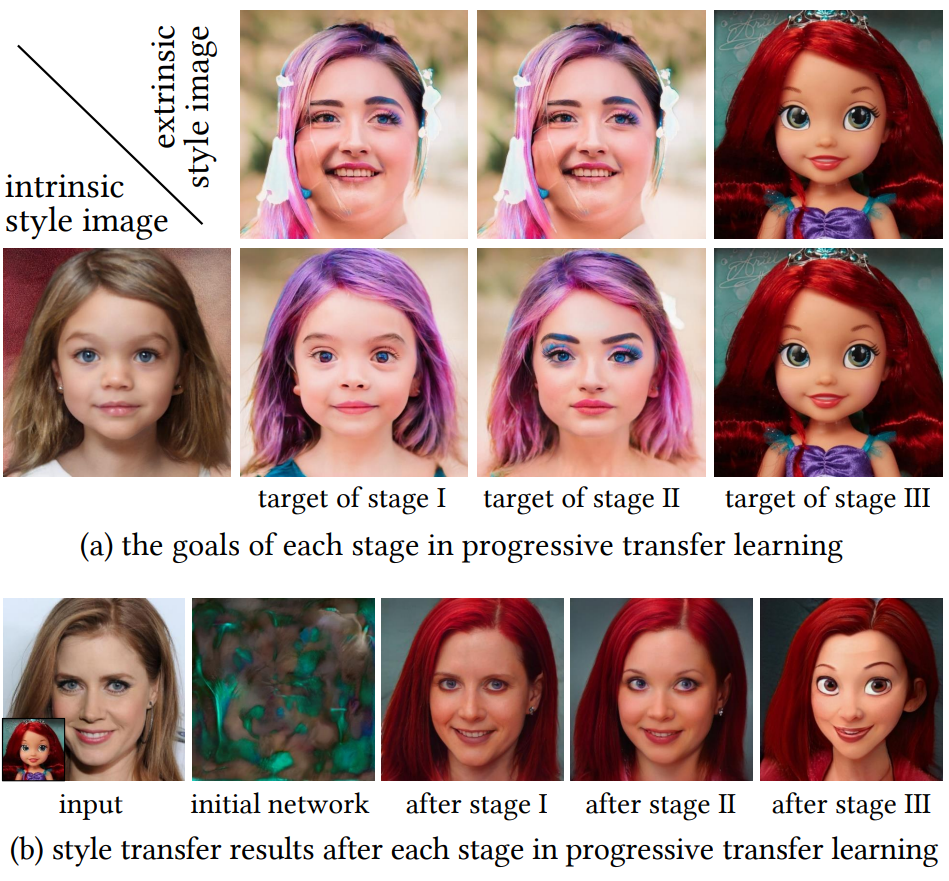 extrinsic
style image
intrinsic
style image
target of stage I
target of stage II
target of stage III
(a) the goals of each stage in progressive transfer learning
input
initial network
after stage I
after stage II
after stage III
(b) style transfer results after each stage in progressive transfer learning